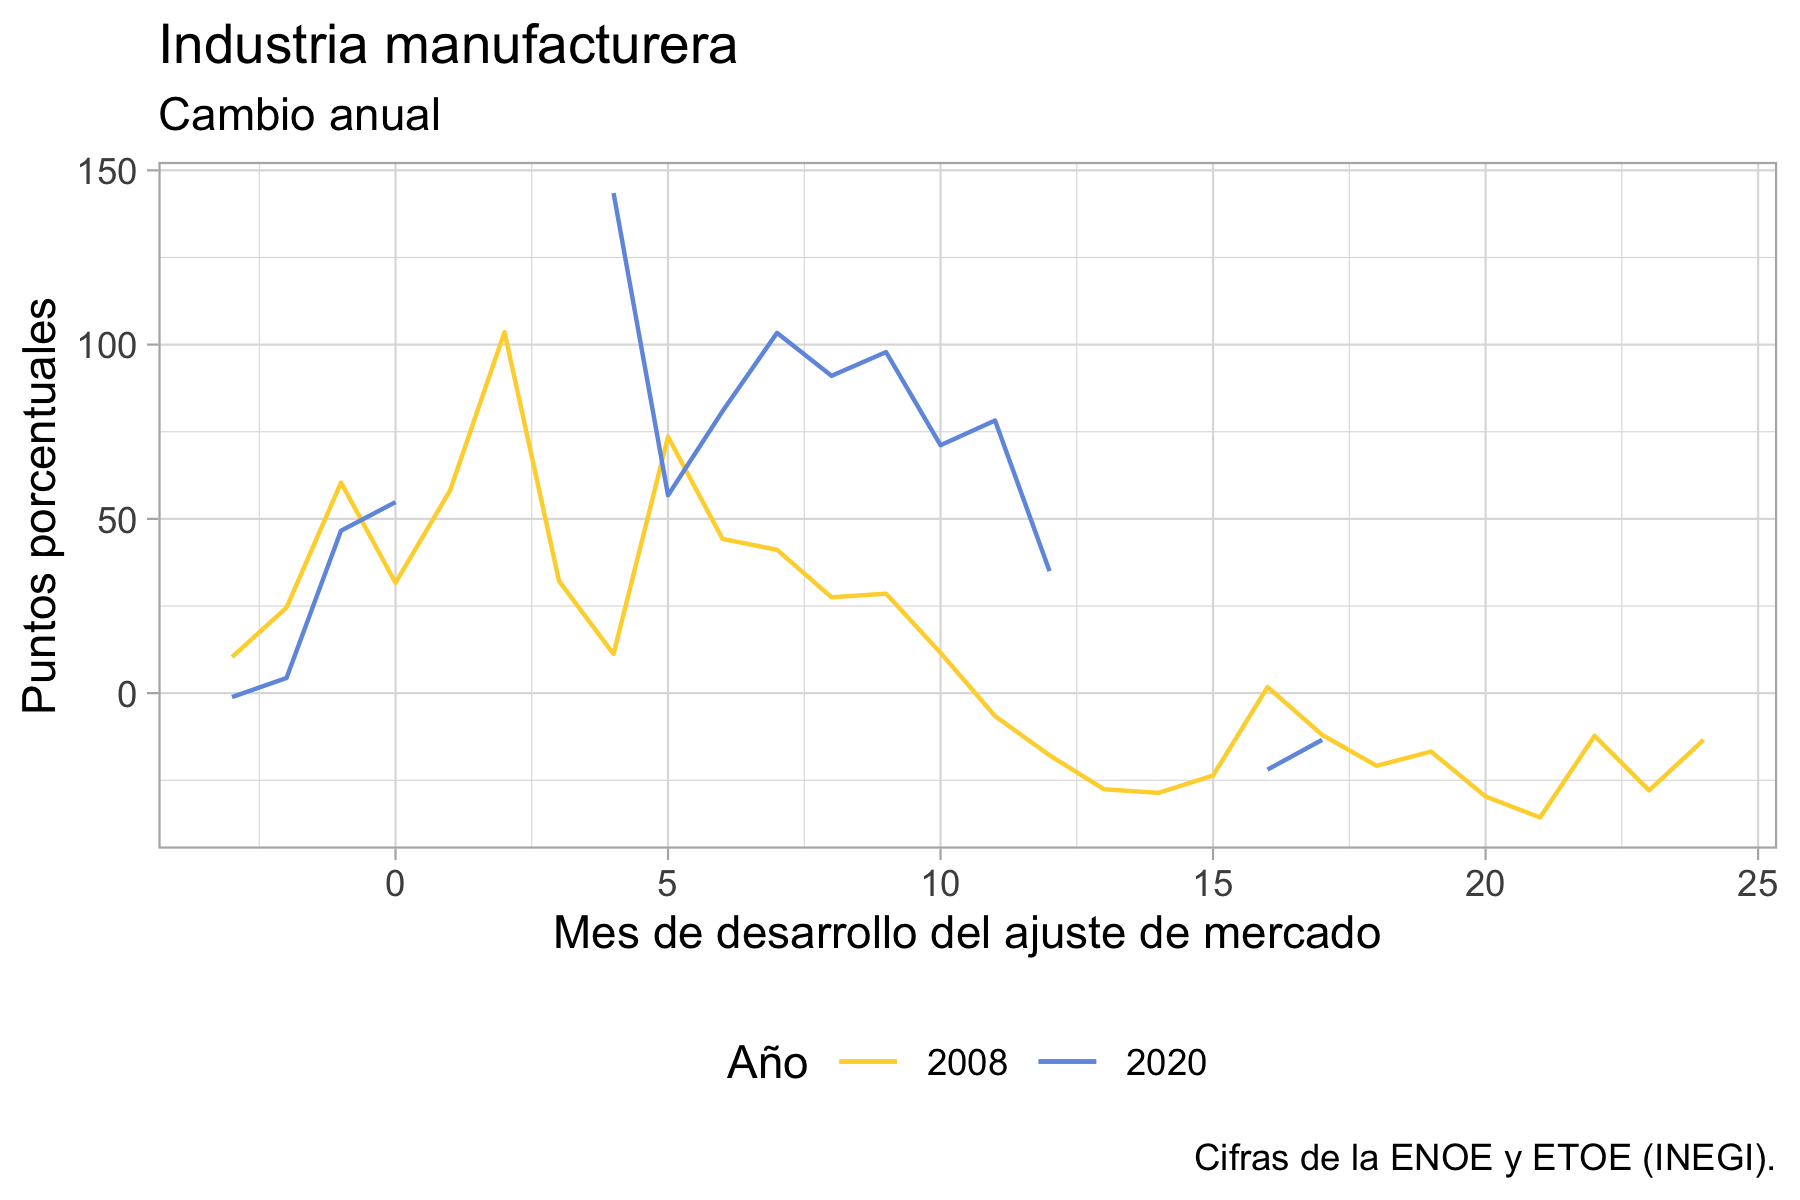 Industria manufacturera
Cambio anual
150
100
50
0
Puntos porcentuales
0 5 10 15 20 25
Mes de desarrollo del ajuste de mercado
Año 2008 2020
Cifras de la ENOE y ETOE (INEGI).